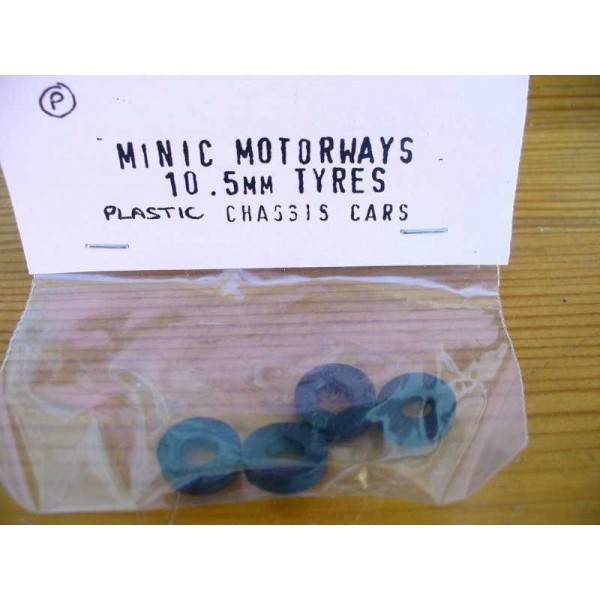 P
MINIC MOTORWAYS
10.5MM TYRES
PLASTIC CHASSIS CARS